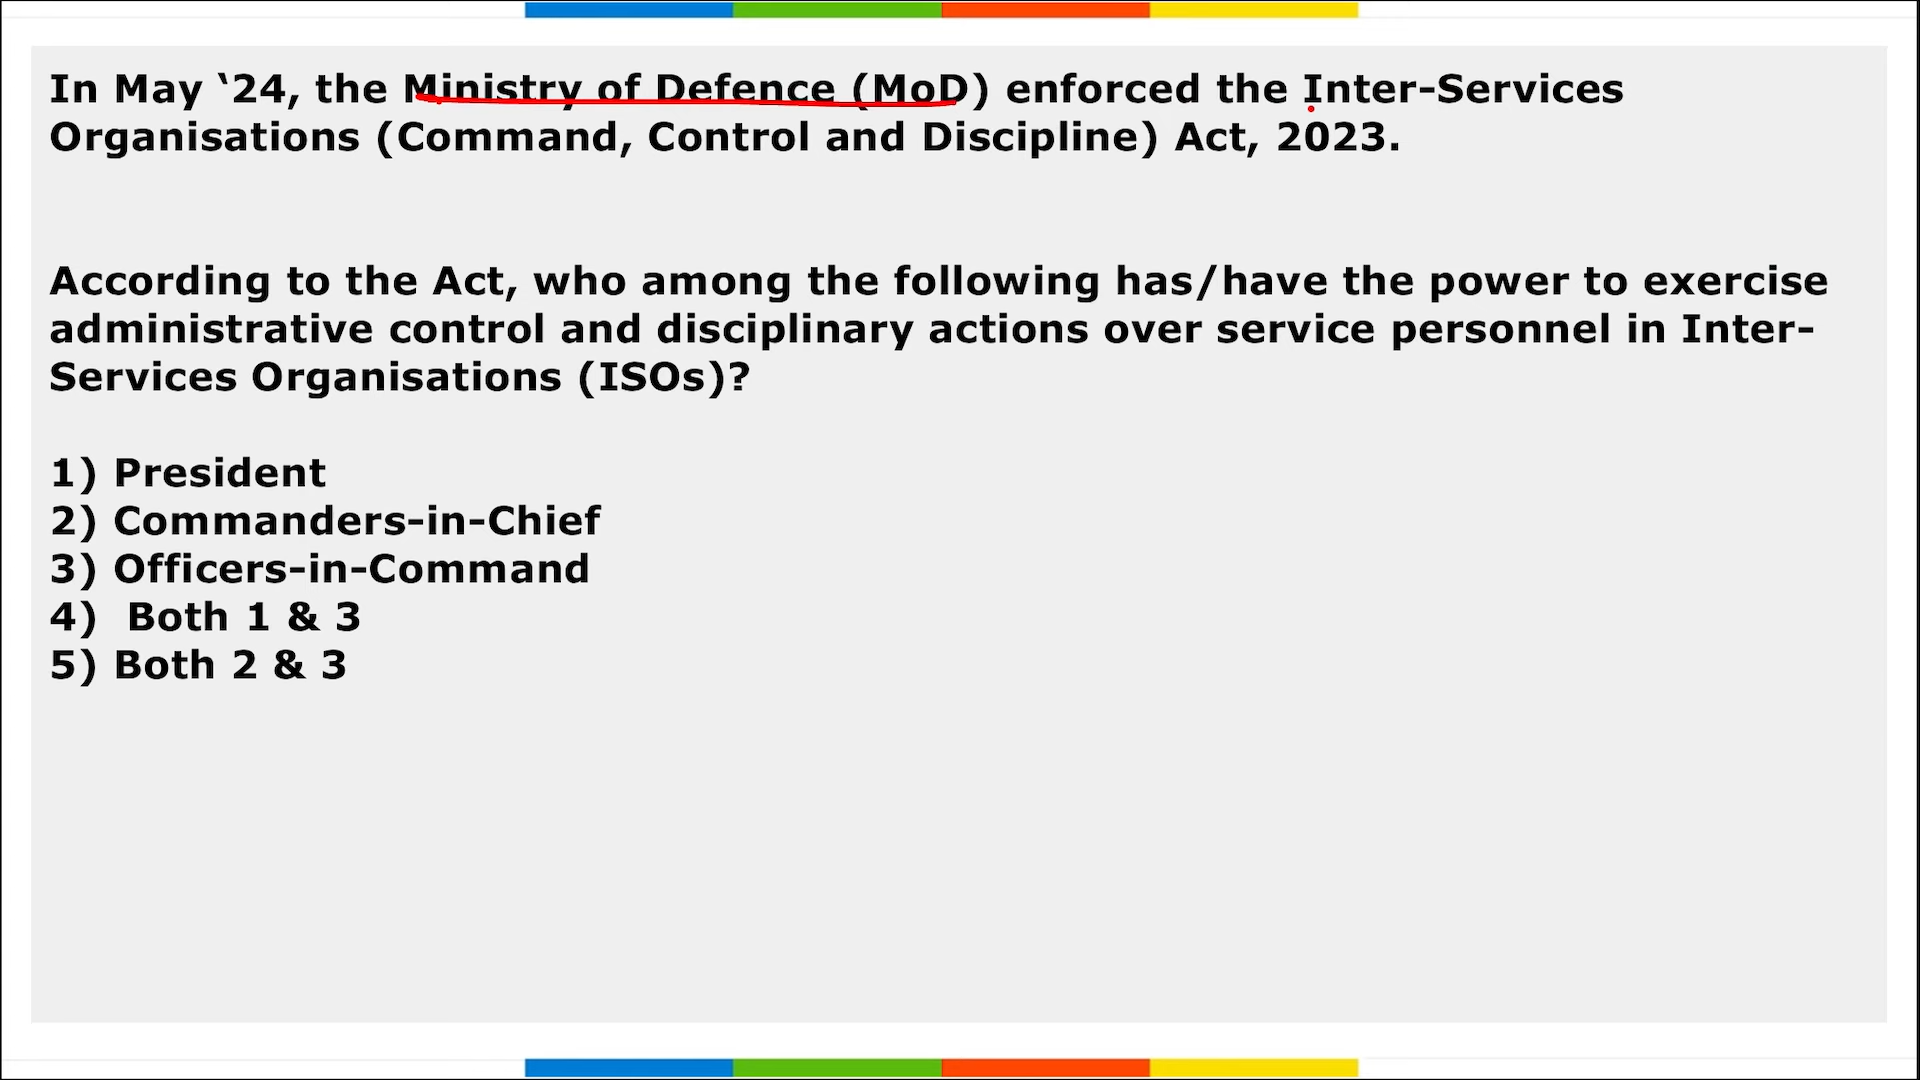 In May ‘24, the Ministry of Defence (MoD) enforced the Inter-Services
Organisations (Command, Control and Discipline) Act, 2023.
According to the Act, who among the following has/have the power to exercise
administrative control and disciplinary actions over service personnel in Inter-
Services Organisations (ISOs)?
1) President
2) Commanders-in-Chief
3) Officers-in-Command
4)  Both 1 & 3
5) Both 2 & 3